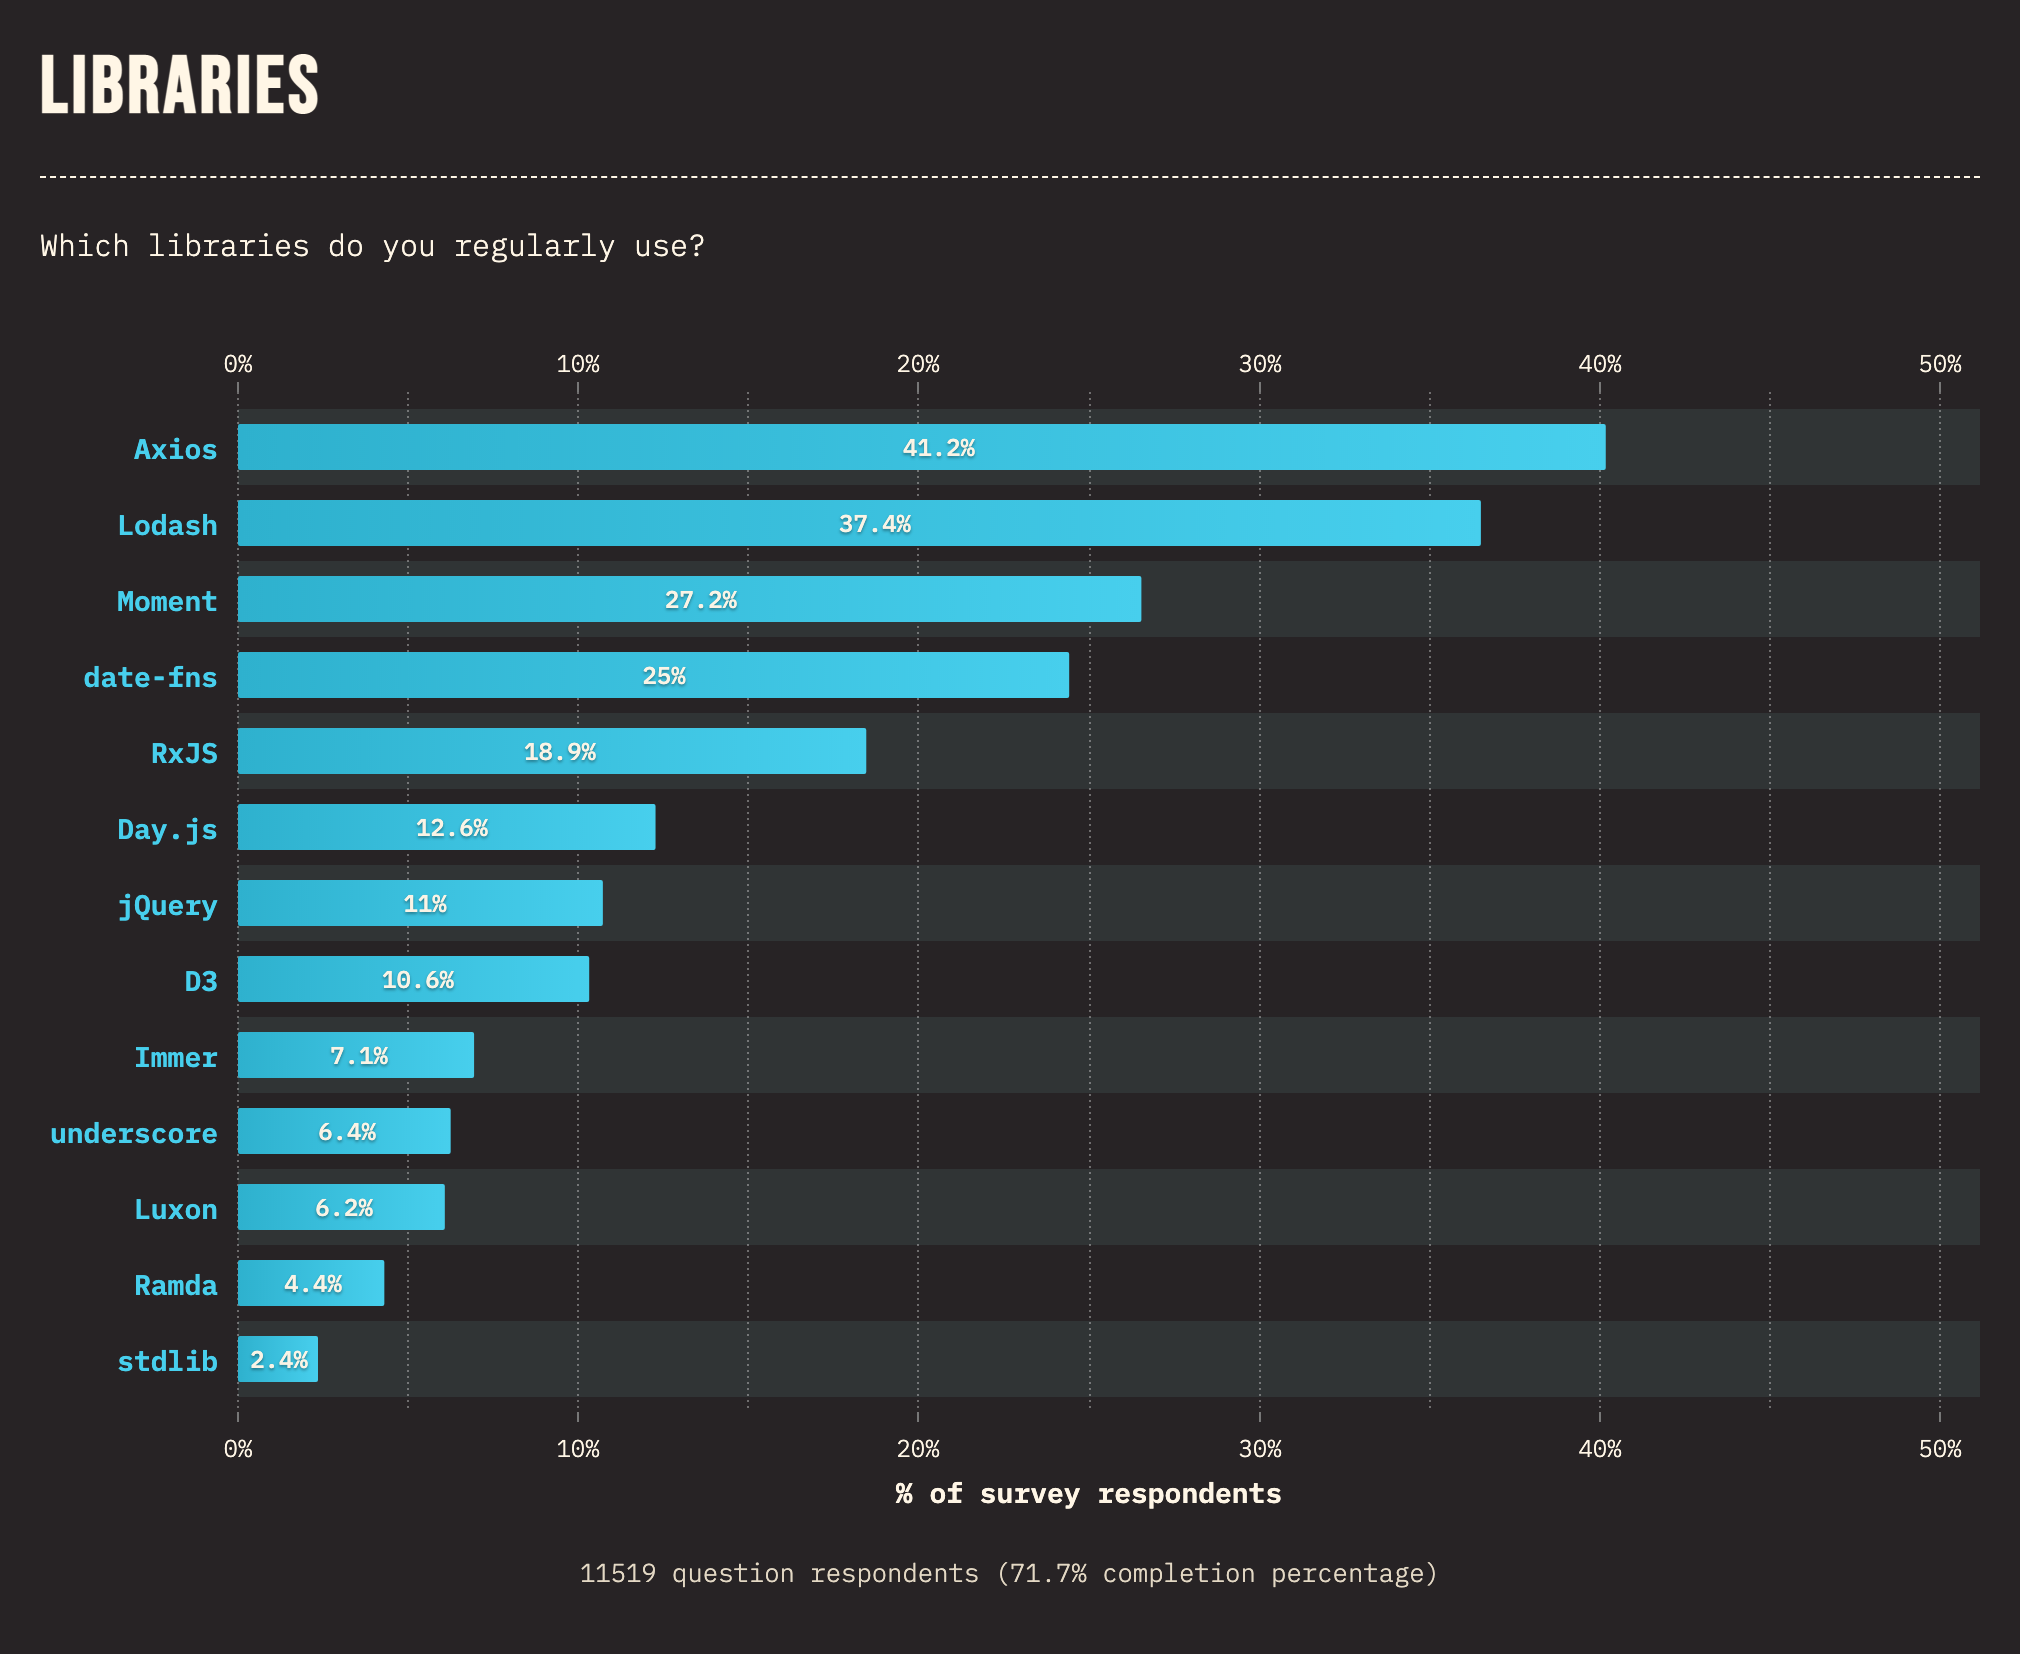 LIBRARIES
Which libraries do you regularly use?
0% 10% 20% 30% 40% 50%
Axios 41.2%
Lodash 37.4%
Moment 27.2%
date-fns 25%
RxJS 18.9%
Day.js 12.6%
jQuery 11%
D3 10.6%
Immer 7.1%
underscore 6.4%
Luxon 6.2%
Ramda 4.4%
stdlib 2.4%
0% 10% 20% 30% 40% 50%
% of survey respondents
11519 question respondents (71.7% completion percentage)